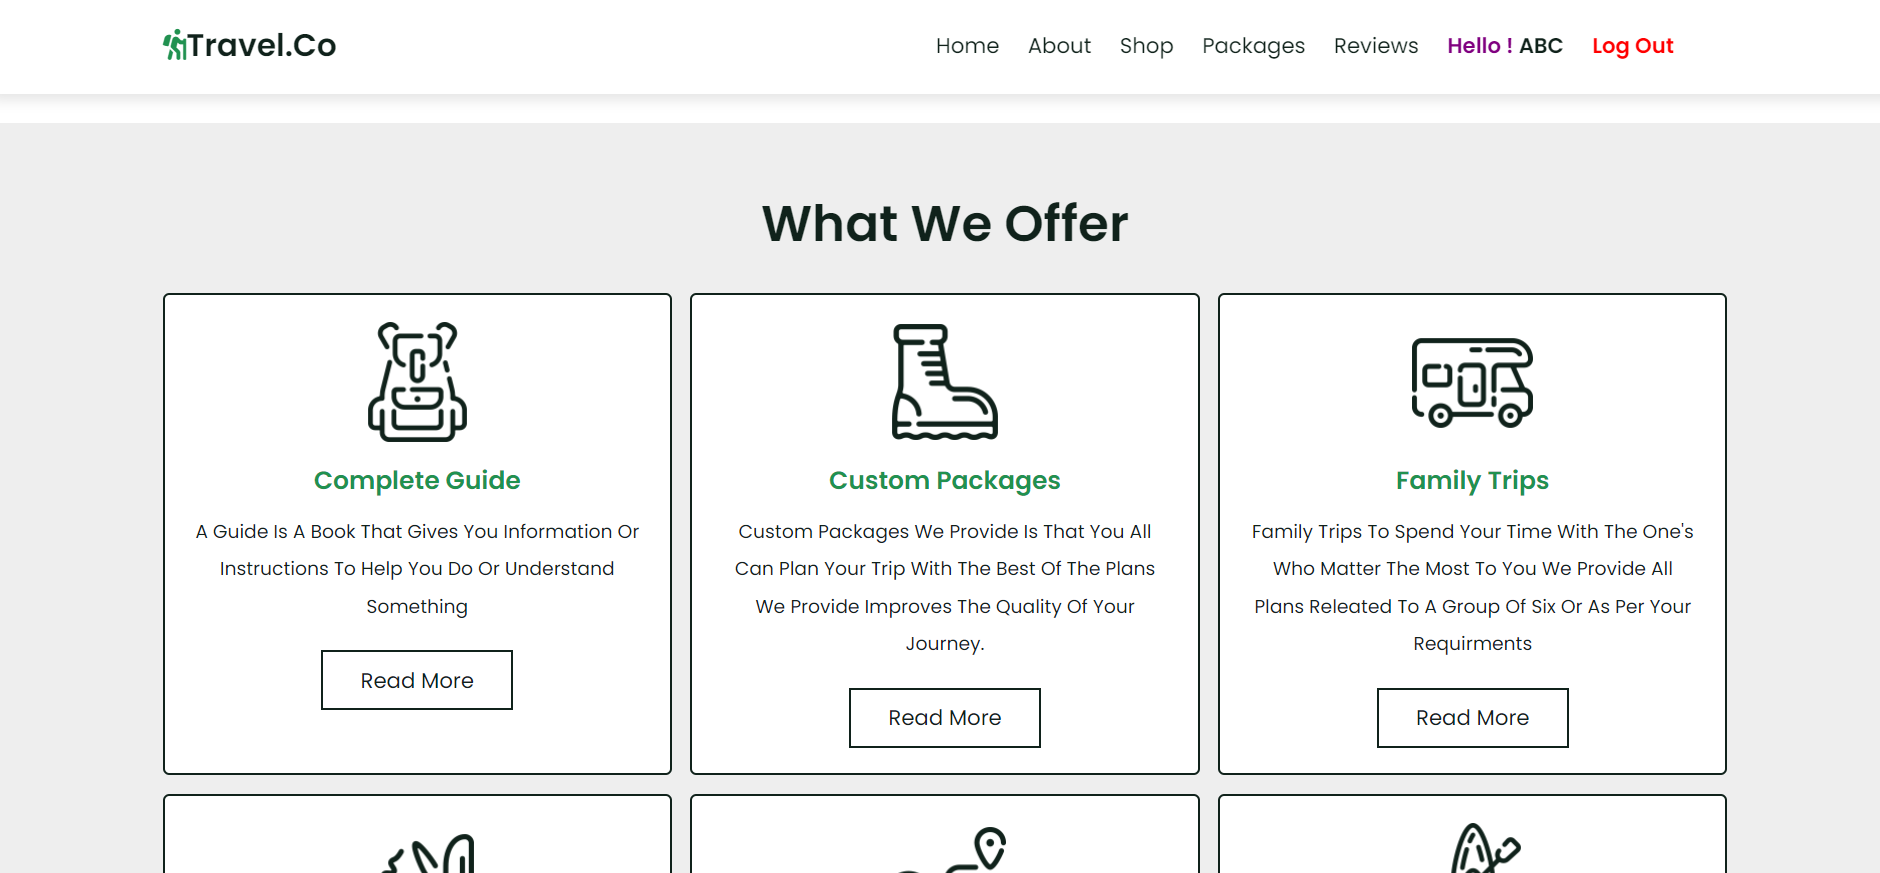 Travel.Co
Home About Shop Packages Reviews Hello ! ABC Log Out
What We Offer
Complete Guide
A Guide Is A Book That Gives You Information Or
Instructions To Help You Do Or Understand
Something
Read More
Custom Packages
Custom Packages We Provide Is That You All
Can Plan Your Trip With The Best Of The Plans
We Provide Improves The Quality Of Your
Journey.
Read More
Family Trips
Family Trips To Spend Your Time With The One's
Who Matter The Most To You We Provide All
Plans Releated To A Group Of Six Or As Per Your
Requirments
Read More